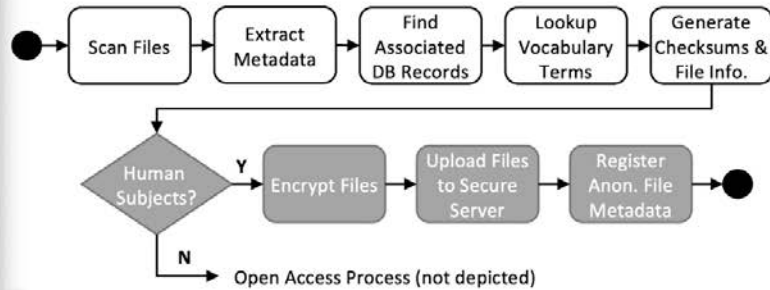 Scan Files
Extract
Metadata
Find
Associated
DB Records
Lookup
Vocabulary
Terms
Generate
Checksums &
File Info.
Human
Subjects?
Y
Encrypt Files
Upload Files
to Secure
Server
Register
Anon. File
Metadata
N
Open Access Process (not depicted)